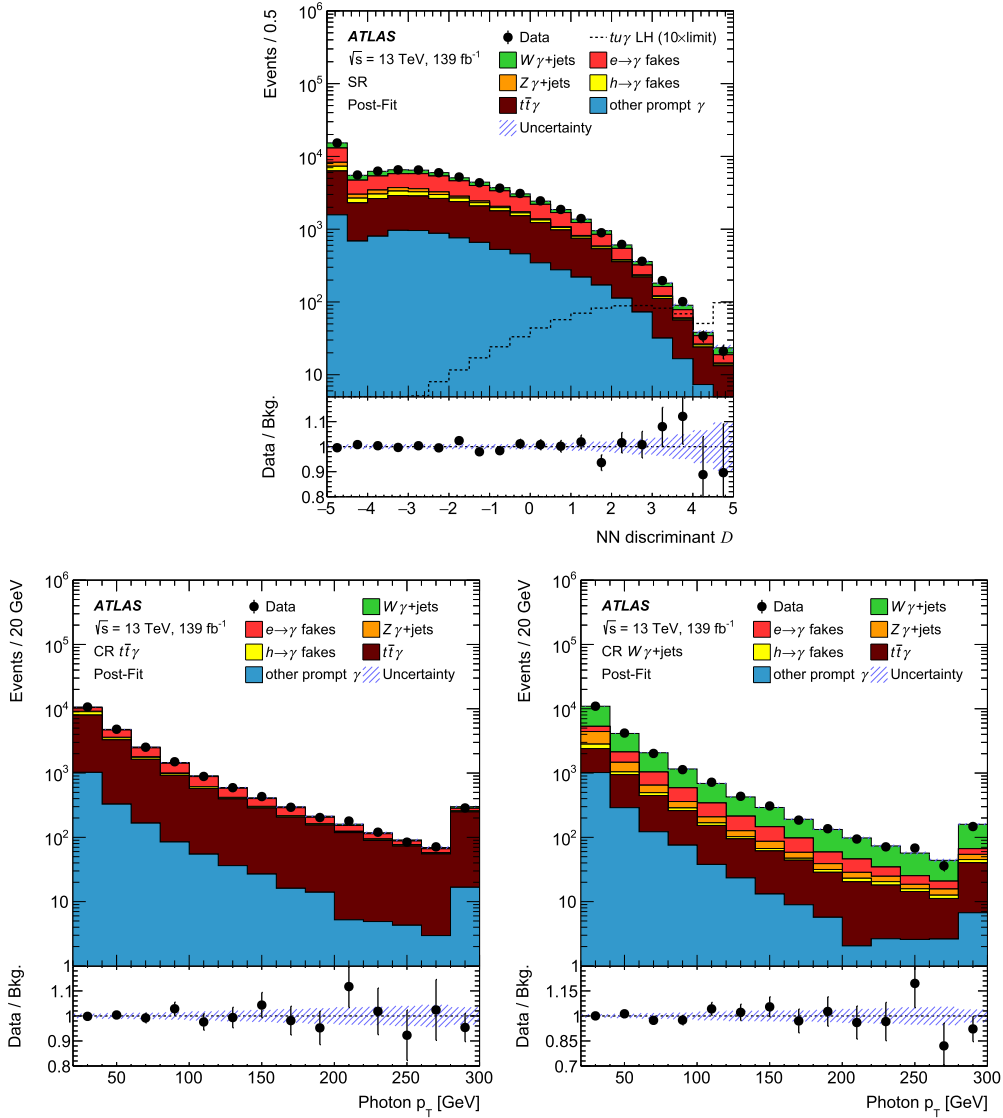 Events / 0.5
10⁶
10⁵
10⁴
10³
10²
10
ATLAS
√s = 13 TeV, 139 fb⁻¹
SR
Post-Fit
Data
tuγ LH (10×limit)
Wγ+jets
e→γ fakes
Zγ+jets
h→γ fakes
tt̄γ
other prompt γ
Uncertainty
Data / Bkg.
1.1
1
0.9
0.8
−5 −4 −3 −2 −1 0 1 2 3 4 5
NN discriminant D
Events / 20 GeV
10⁶
10⁵
10⁴
10³
10²
10
1
ATLAS
√s = 13 TeV, 139 fb⁻¹
CR tt̄γ
Post-Fit
Data
Wγ+jets
e→γ fakes
Zγ+jets
h→γ fakes
tt̄γ
other prompt γ
Uncertainty
Data / Bkg.
1.1
1
0.9
0.8
50 100 150 200 250 300
Photon p_T [GeV]
Events / 20 GeV
10⁶
10⁵
10⁴
10³
10²
10
1
ATLAS
√s = 13 TeV, 139 fb⁻¹
CR Wγ+jets
Post-Fit
Data
Wγ+jets
e→γ fakes
Zγ+jets
h→γ fakes
tt̄γ
other prompt γ
Uncertainty
Data / Bkg.
1.15
1
0.85
0.7
50 100 150 200 250 300
Photon p_T [GeV]